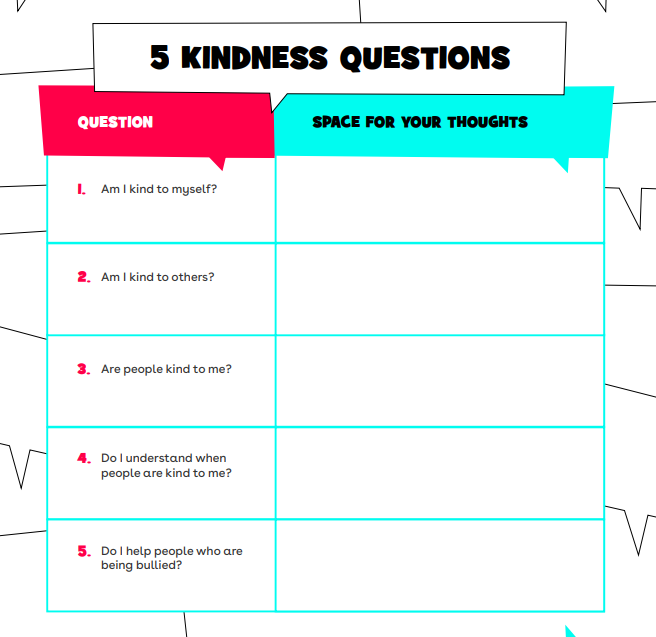 5 KINDNESS QUESTIONS
QUESTION
SPACE FOR YOUR THOUGHTS
1. Am I kind to myself?
2. Am I kind to others?
3. Are people kind to me?
4. Do I understand when
people are kind to me?
5. Do I help people who are
being bullied?